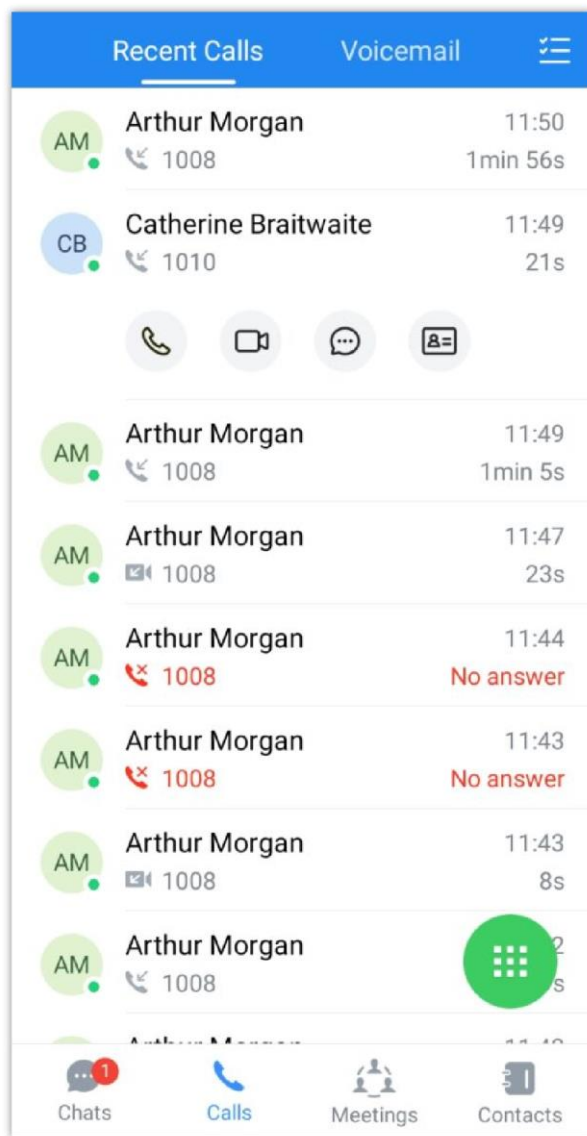 Recent Calls Voicemail
AM Arthur Morgan 11:50
1008 1min 56s
CB Catherine Braitwaite 11:49
1010 21s
AM Arthur Morgan 11:49
1008 1min 5s
AM Arthur Morgan 11:47
1008 23s
AM Arthur Morgan 11:44
1008 No answer
AM Arthur Morgan 11:43
1008 No answer
AM Arthur Morgan 11:43
1008 8s
AM Arthur Morgan 2
1008 s
1
Chats Calls Meetings Contacts